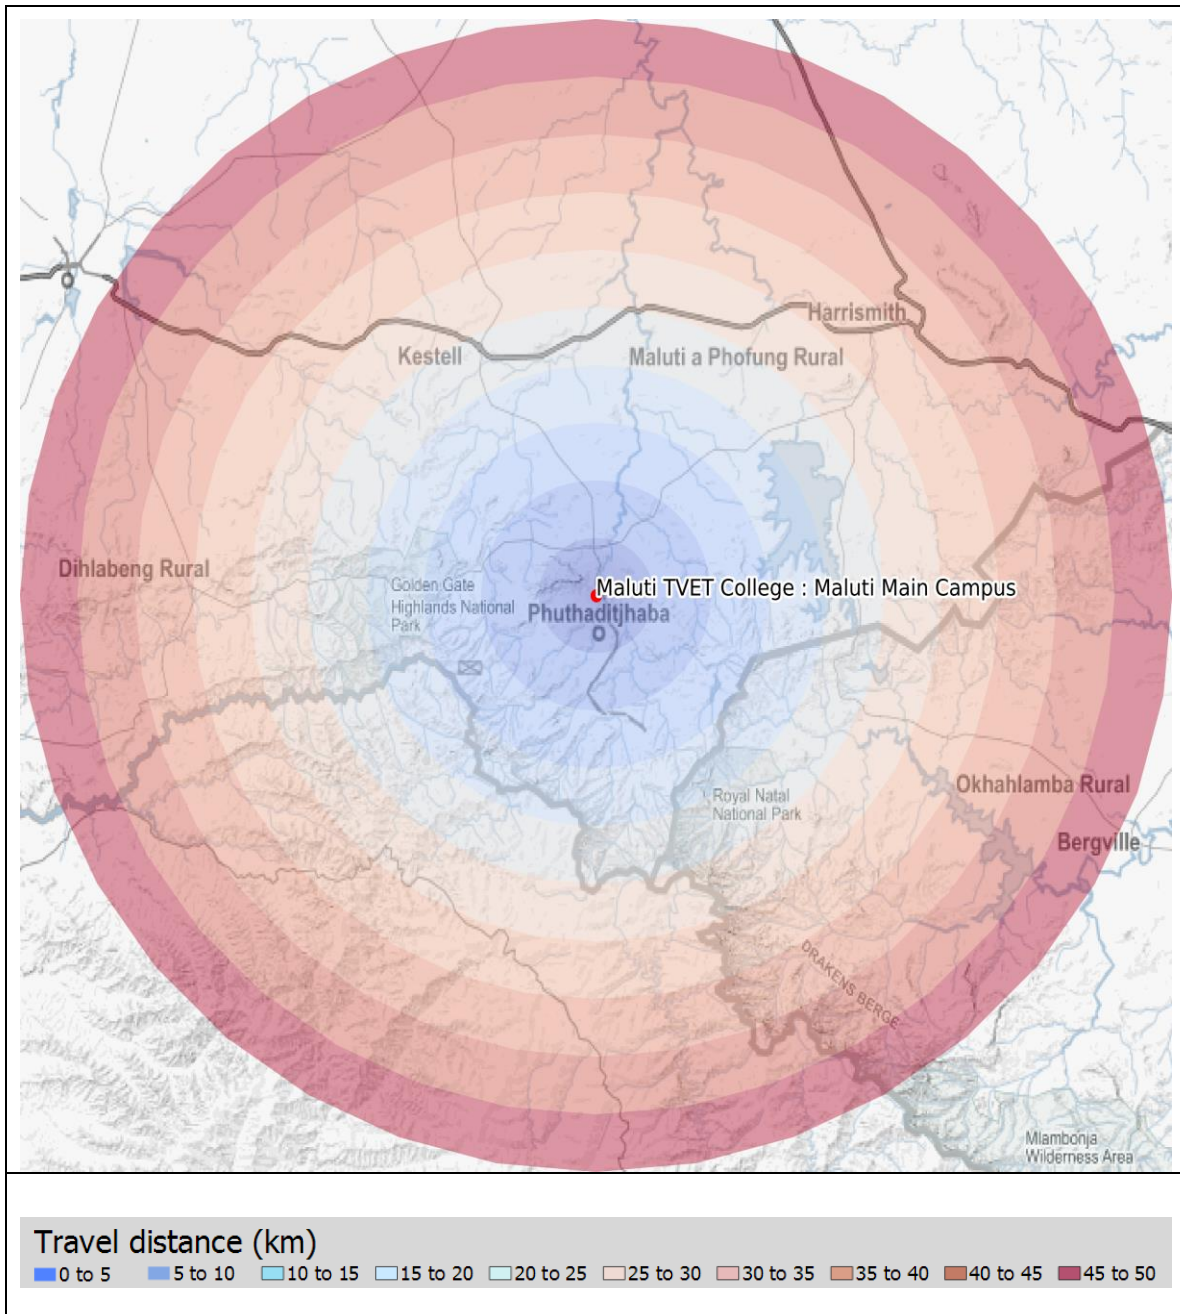 Harrismith
Kestell
Maluti a Phofung Rural
Dihlabeng Rural
Golden Gate
Highlands National
Park
Maluti TVET College : Maluti Main Campus
Phuthaditjhaba
Royal Natal
National Park
Okhahlamba Rural
Bergville
DRAKENS BERGE
Mlambonja
Wilderness Area
Travel distance (km)
0 to 5 5 to 10 10 to 15 15 to 20 20 to 25 25 to 30 30 to 35 35 to 40 40 to 45 45 to 50